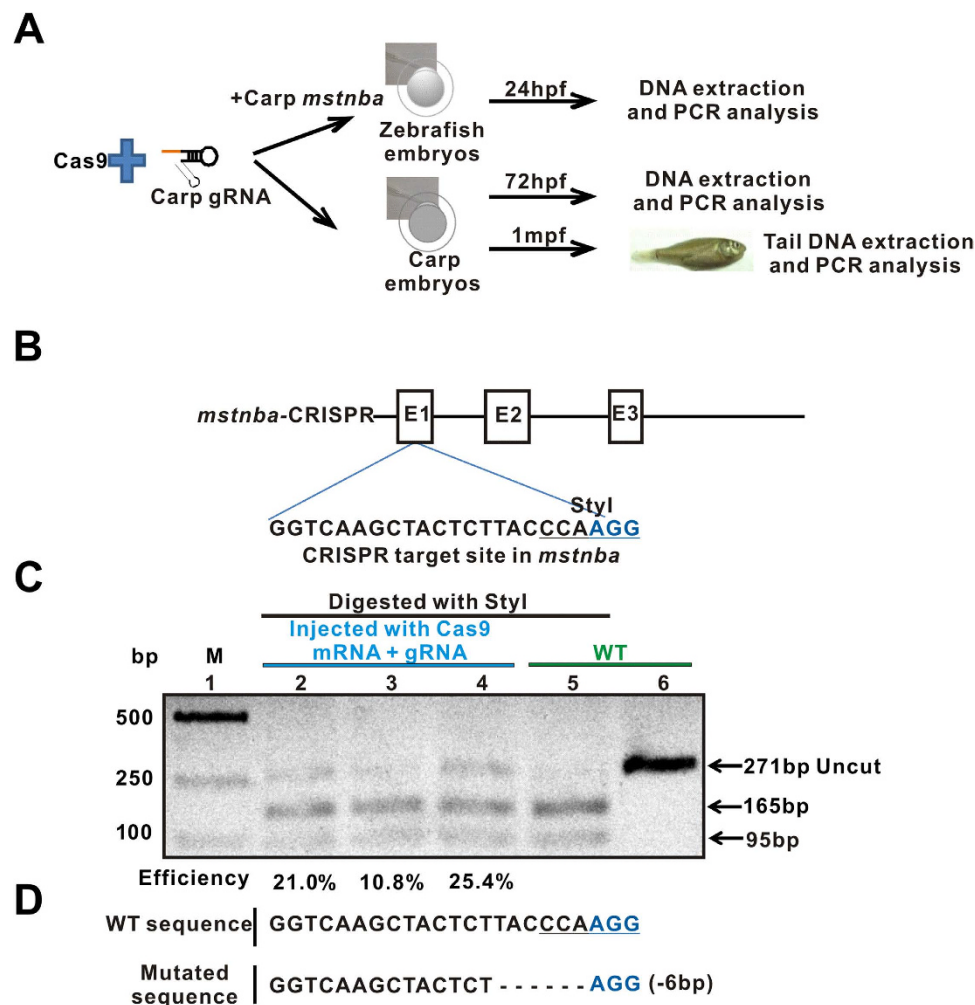 A
Cas9
Carp gRNA
+Carp mstnba
Zebrafish
embryos
24hpf
DNA extraction
and PCR analysis
Carp
embryos
72hpf
DNA extraction
and PCR analysis
1mpf
Tail DNA extraction
and PCR analysis
B
mstnba-CRISPR
E1
E2
E3
StyI
GGTCAAGCTACTCTTACCCAAGG
CRISPR target site in mstnba
C
Digested with StyI
Injected with Cas9
mRNA + gRNA
WT
bp M
1 2 3 4 5 6
500
250
100
271bp Uncut
165bp
95bp
Efficiency 21.0% 10.8% 25.4%
D
WT sequence GGTCAAGCTACTCTTACCCAAGG
Mutated
sequence
GGTCAAGCTACTCT - - - - - - AGG (-6bp)